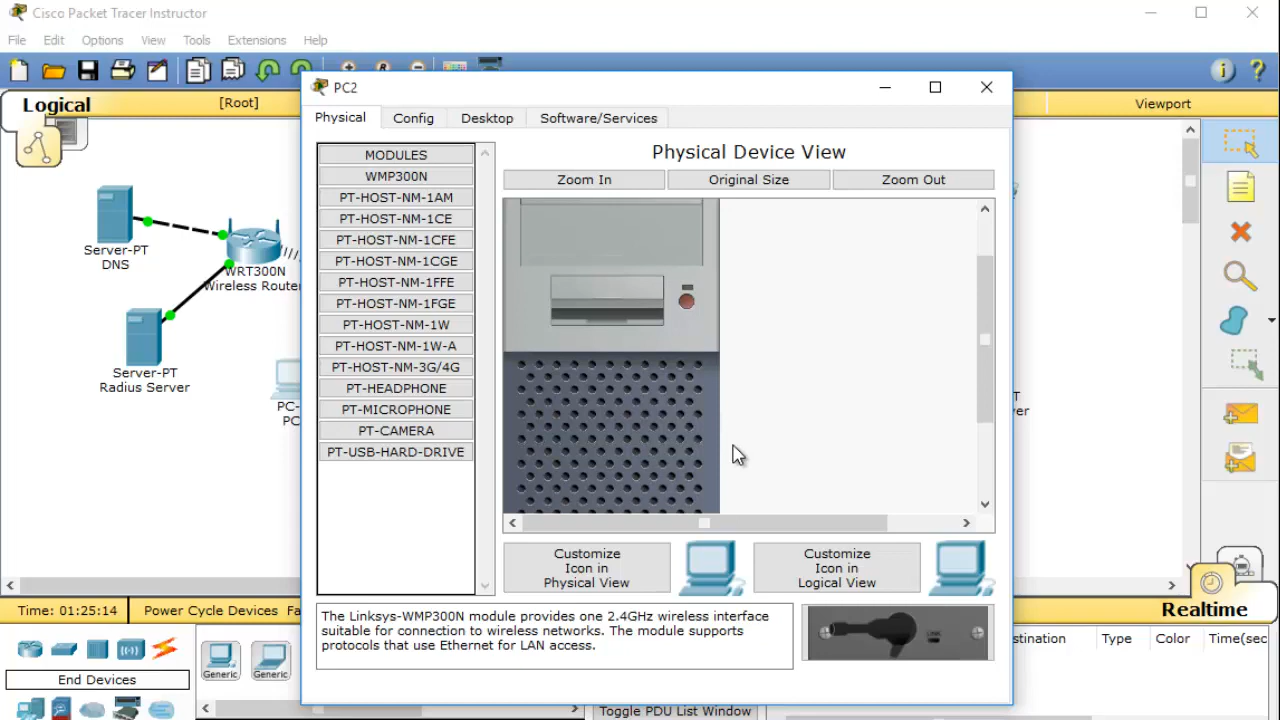 Cisco Packet Tracer Instructor
File Edit Options View Tools Extensions Help
Logical
[Root]
Viewport
Server-PT
DNS
WRT300N
Wireless Router
Server-PT
Radius Server
PC-
PC
PC2
Physical Config Desktop Software/Services
MODULES
WMP300N
PT-HOST-NM-1AM
PT-HOST-NM-1CE
PT-HOST-NM-1CFE
PT-HOST-NM-1CGE
PT-HOST-NM-1FFE
PT-HOST-NM-1FGE
PT-HOST-NM-1W
PT-HOST-NM-1W-A
PT-HOST-NM-3G/4G
PT-HEADPHONE
PT-MICROPHONE
PT-CAMERA
PT-USB-HARD-DRIVE
Physical Device View
Zoom In Original Size Zoom Out
Customize
Icon in
Physical View
Customize
Icon in
Logical View
The Linksys-WMP300N module provides one 2.4GHz wireless interface
suitable for connection to wireless networks. The module supports
protocols that use Ethernet for LAN access.
T
ver
Time: 01:25:14 Power Cycle Devices Fa
Realtime
End Devices
Generic Generic
stination Type Color Time(sec
Toggle PDU List Window